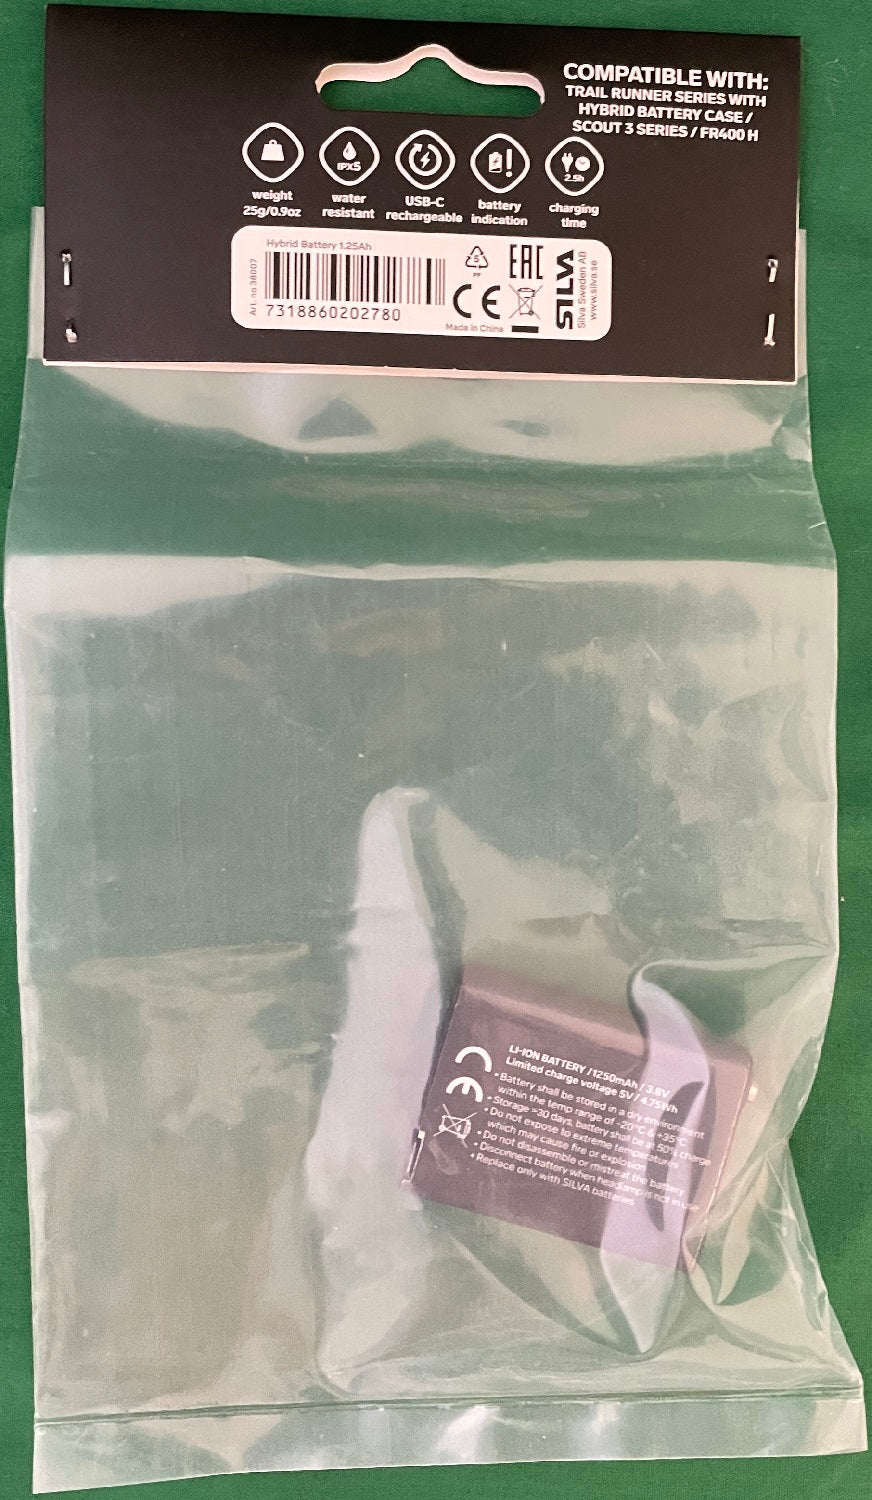 COMPATIBLE WITH:
TRAIL RUNNER SERIES WITH
HYBRID BATTERY CASE /
SCOUT 3 SERIES / FR400 H
weight
25g/0.9oz
IPX5
water
resistant
USB-C
rechargeable
battery
indication
2.5h
charging
time
Hybrid Battery 1.25Ah
Art. no 38007
7318860202780
5
PP
EAC
CE
Made in China
SILVA
Silva Sweden AB
www.silva.se
CE
LI-ION BATTERY / 1250mAh / 3.8V
Limited charge voltage 5V / 4.75Wh
• Battery shall be stored in a dry environment
within the temp range of -20°C & +35°C
• Storage >30 days, battery shall be at 50% charge
• Do not expose to extreme temperatures
which may cause fire or explosion
• Do not disassemble or mistreat the battery
• Disconnect battery when headlamp is not in use
• Replace only with SILVA batteries